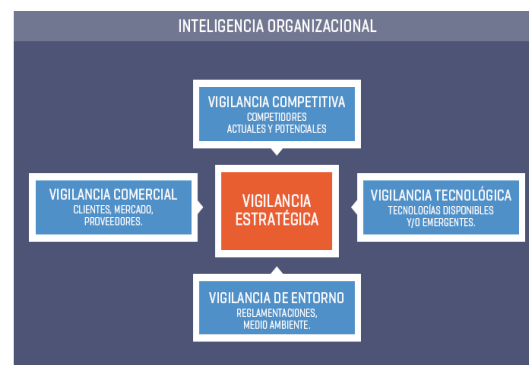 INTELIGENCIA ORGANIZACIONAL
VIGILANCIA COMPETITIVA
COMPETIDORES
ACTUALES Y POTENCIALES
VIGILANCIA COMERCIAL
CLIENTES, MERCADO,
PROVEEDORES.
VIGILANCIA
ESTRATÉGICA
VIGILANCIA TECNOLÓGICA
TECNOLOGÍAS DISPONIBLES
Y/O EMERGENTES.
VIGILANCIA DE ENTORNO
REGLAMENTACIONES,
MEDIO AMBIENTE.